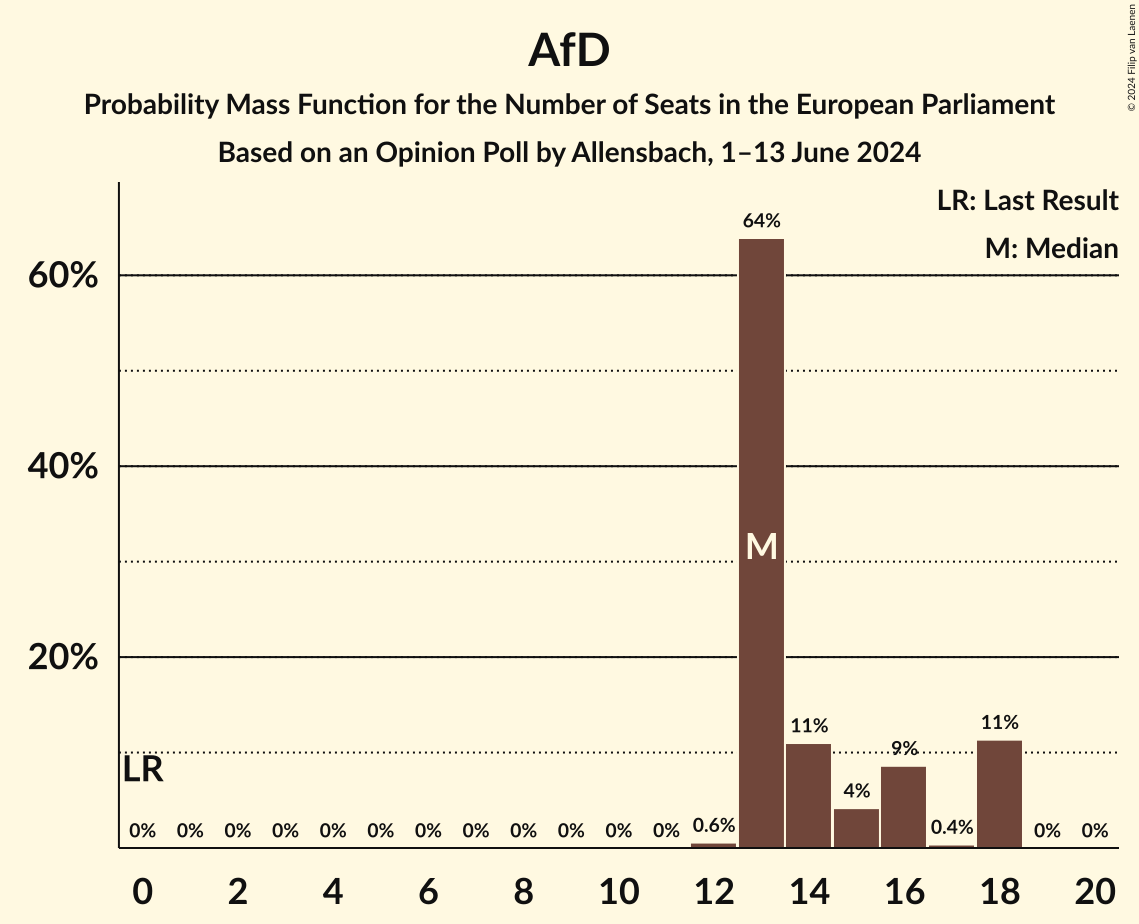 AfD
Probability Mass Function for the Number of Seats in the European Parliament
Based on an Opinion Poll by Allensbach, 1–13 June 2024
© 2024 Filip van Laenen
LR: Last Result
M: Median
60%
40%
20%
LR
M
0% 0% 0% 0% 0% 0% 0% 0% 0% 0% 0% 0% 0.6% 64% 11% 4% 9% 0.4% 11% 0% 0%
0 2 4 6 8 10 12 14 16 18 20